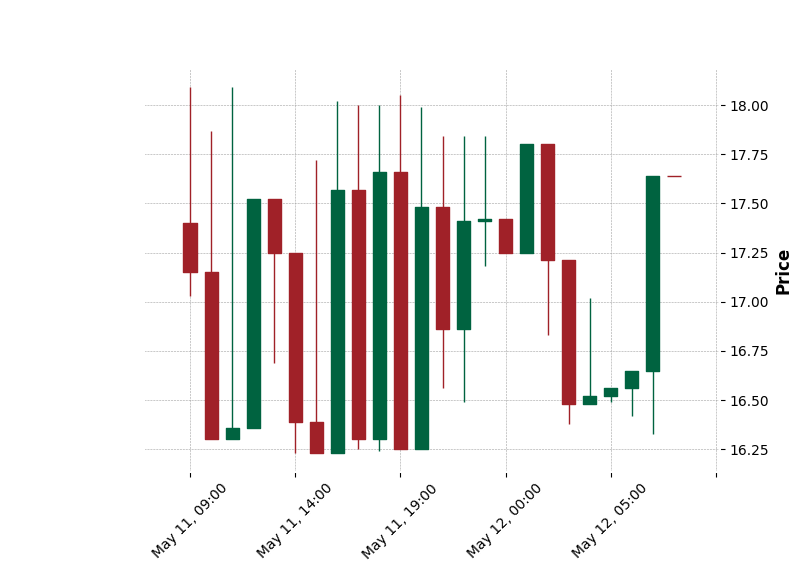 18.00
17.75
17.50
17.25
17.00
16.75
16.50
16.25
Price
May 11, 09:00
May 11, 14:00
May 11, 19:00
May 12, 00:00
May 12, 05:00